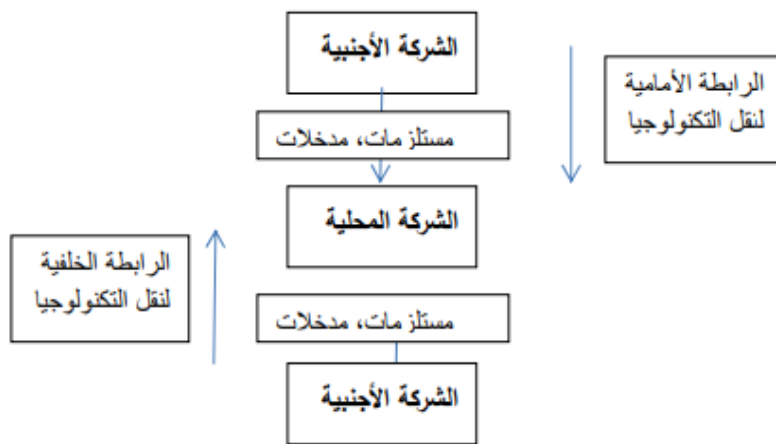 الشركة الأجنبية
الرابطة الأمامية
لنقل التكنولوجيا
مستلزمات، مدخلات
الشركة المحلية
الرابطة الخلفية
لنقل التكنولوجيا
مستلزمات، مدخلات
الشركة الأجنبية